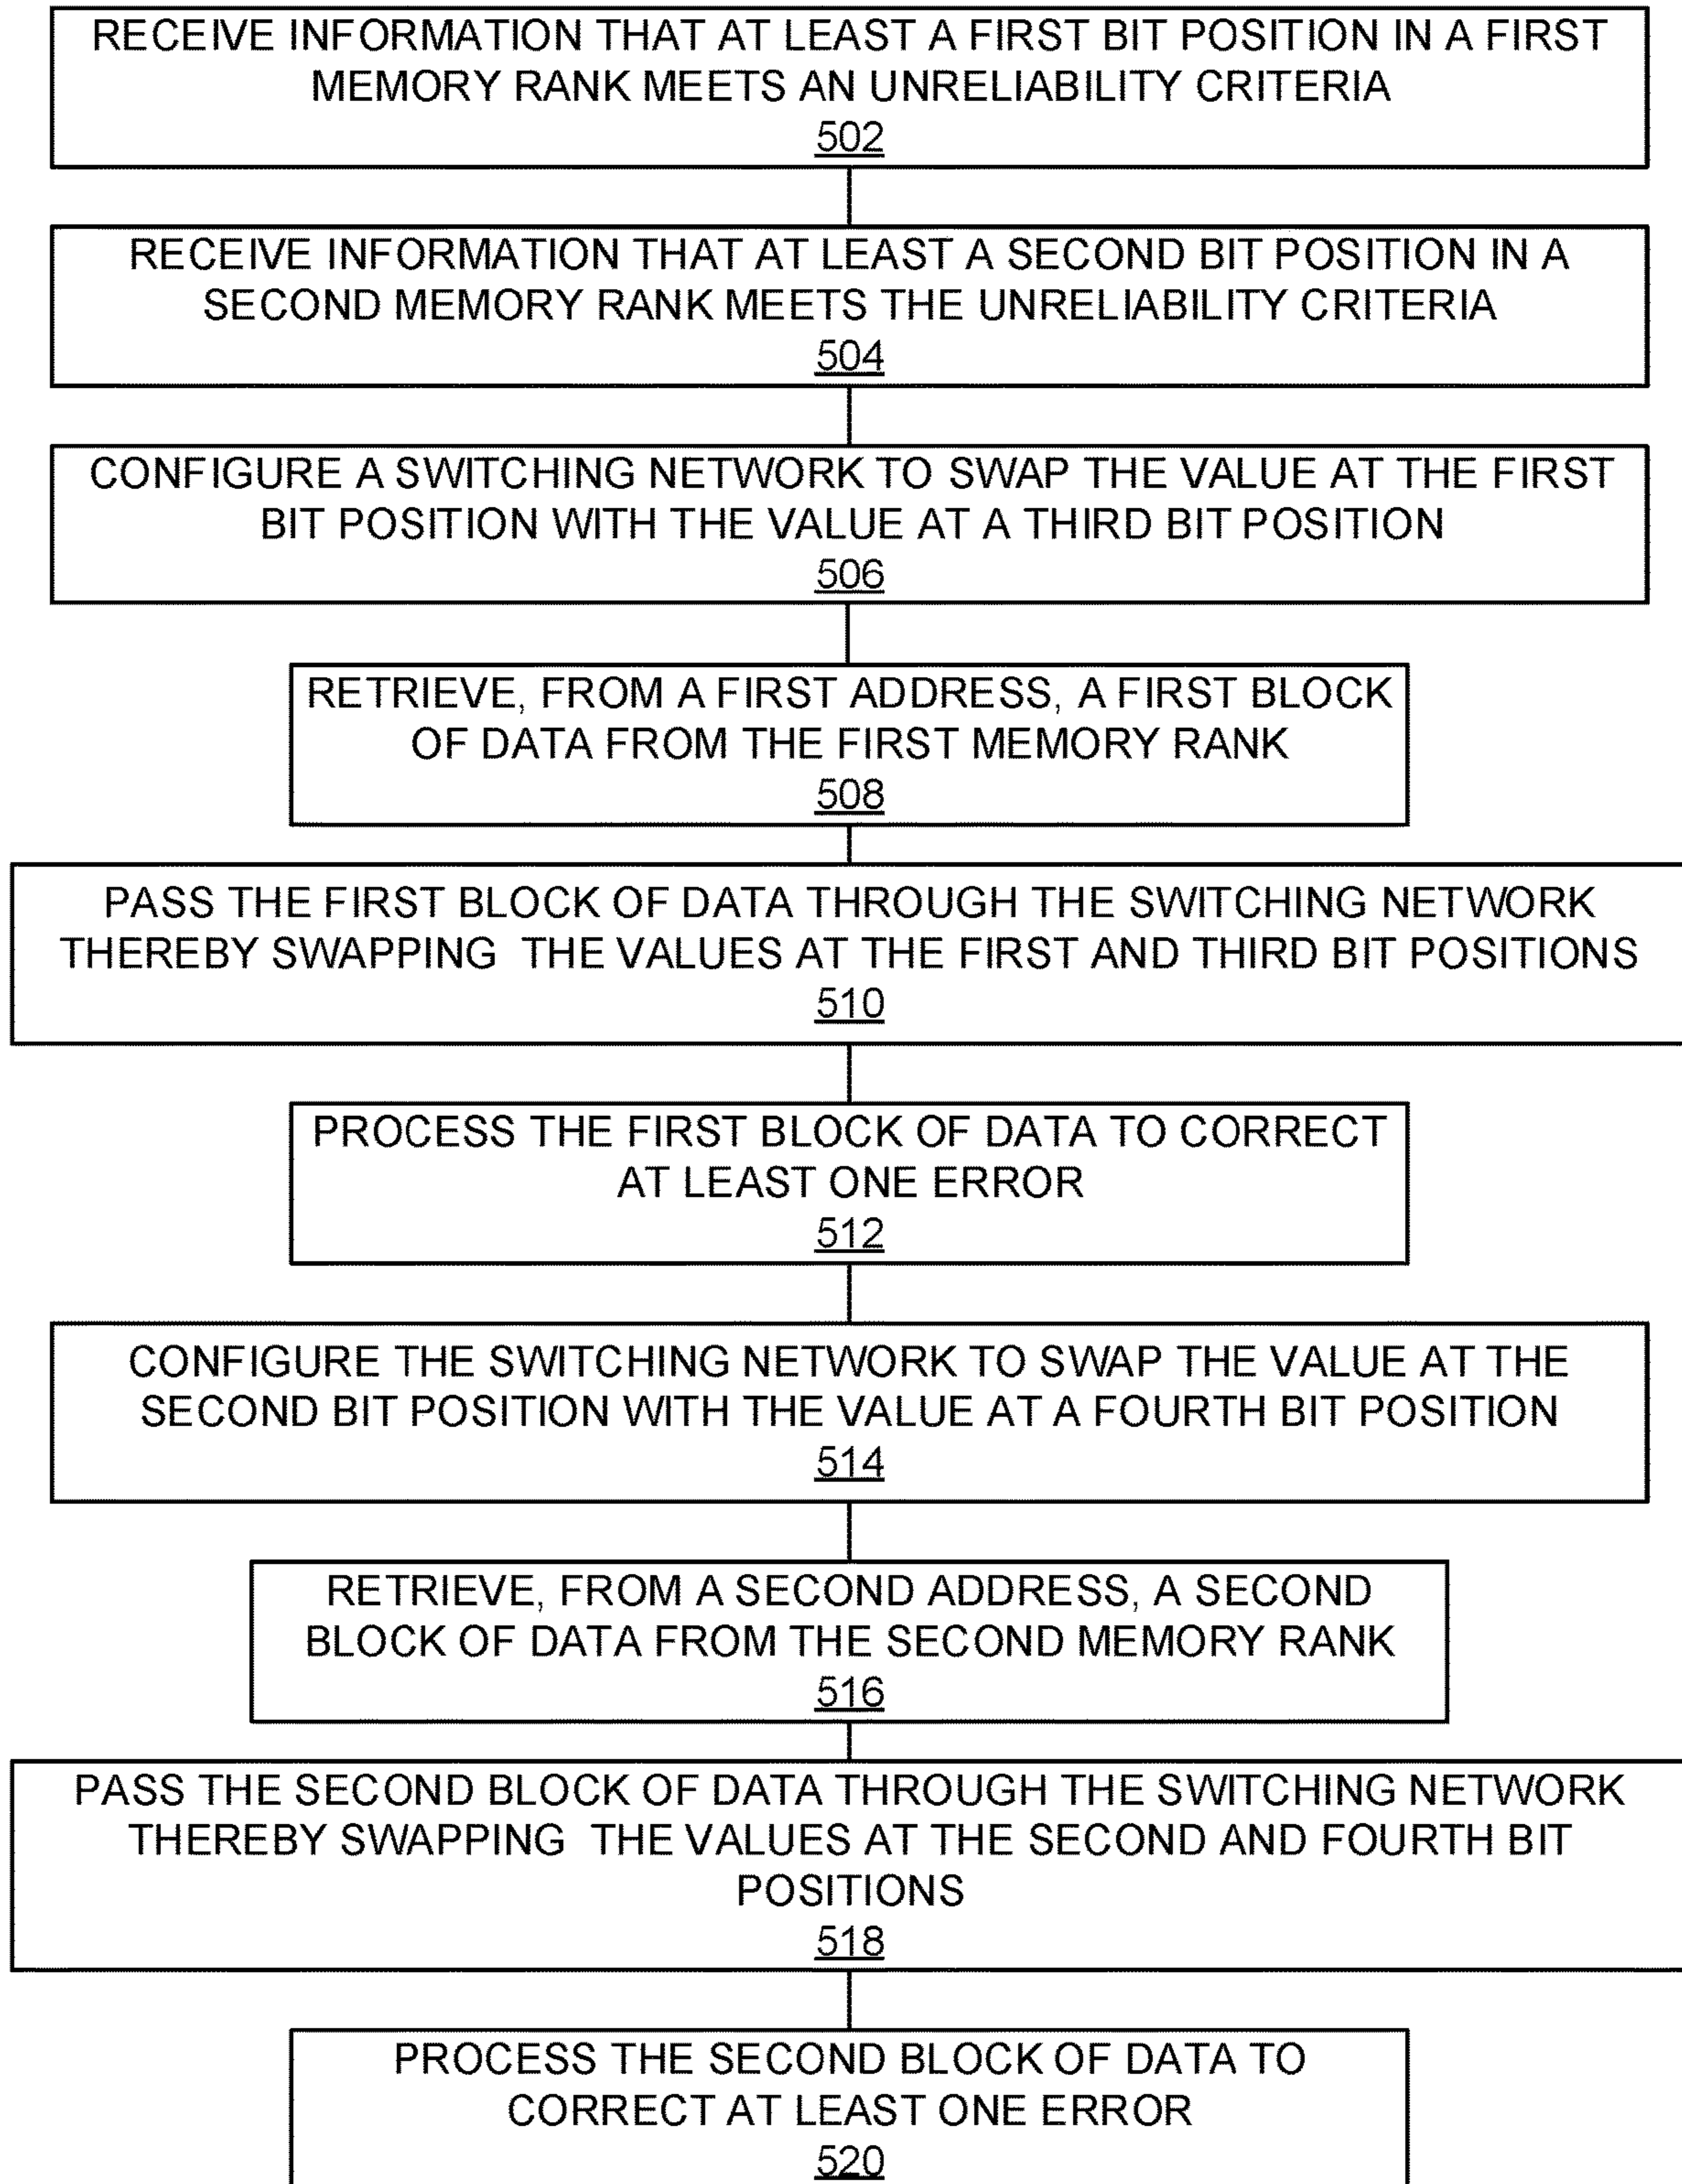 RECEIVE INFORMATION THAT AT LEAST A FIRST BIT POSITION IN A FIRST
MEMORY RANK MEETS AN UNRELIABILITY CRITERIA
502
RECEIVE INFORMATION THAT AT LEAST A SECOND BIT POSITION IN A
SECOND MEMORY RANK MEETS THE UNRELIABILITY CRITERIA
504
CONFIGURE A SWITCHING NETWORK TO SWAP THE VALUE AT THE FIRST
BIT POSITION WITH THE VALUE AT A THIRD BIT POSITION
506
RETRIEVE, FROM A FIRST ADDRESS, A FIRST BLOCK
OF DATA FROM THE FIRST MEMORY RANK
508
PASS THE FIRST BLOCK OF DATA THROUGH THE SWITCHING NETWORK
THEREBY SWAPPING THE VALUES AT THE FIRST AND THIRD BIT POSITIONS
510
PROCESS THE FIRST BLOCK OF DATA TO CORRECT
AT LEAST ONE ERROR
512
CONFIGURE THE SWITCHING NETWORK TO SWAP THE VALUE AT THE
SECOND BIT POSITION WITH THE VALUE AT A FOURTH BIT POSITION
514
RETRIEVE, FROM A SECOND ADDRESS, A SECOND
BLOCK OF DATA FROM THE SECOND MEMORY RANK
516
PASS THE SECOND BLOCK OF DATA THROUGH THE SWITCHING NETWORK
THEREBY SWAPPING THE VALUES AT THE SECOND AND FOURTH BIT
POSITIONS
518
PROCESS THE SECOND BLOCK OF DATA TO
CORRECT AT LEAST ONE ERROR
520